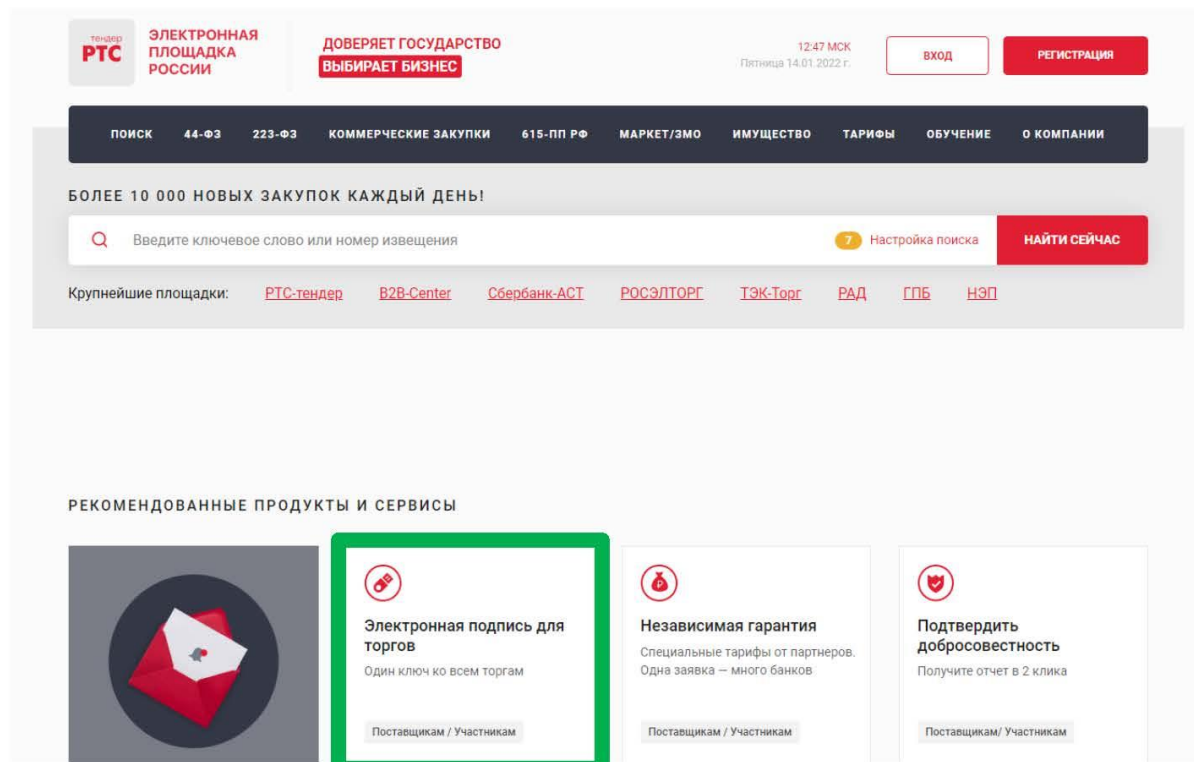 тендер
РТС
ЭЛЕКТРОННАЯ
ПЛОЩАДКА
РОССИИ
ДОВЕРЯЕТ ГОСУДАРСТВО
ВЫБИРАЕТ БИЗНЕС
12:47 МСК
Пятница 14.01.2022 г.
ВХОД
РЕГИСТРАЦИЯ
ПОИСК 44-ФЗ 223-ФЗ КОММЕРЧЕСКИЕ ЗАКУПКИ 615-ПП РФ МАРКЕТ/ЗМО ИМУЩЕСТВО ТАРИФЫ ОБУЧЕНИЕ О КОМПАНИИ
БОЛЕЕ 10 000 НОВЫХ ЗАКУПОК КАЖДЫЙ ДЕНЬ!
Введите ключевое слово или номер извещения 7 Настройка поиска НАЙТИ СЕЙЧАС
Крупнейшие площадки: РТС-тендер B2B-Center Сбербанк-АСТ РОСЭЛТОРГ ТЭК-Торг РАД ГПБ НЭП
РЕКОМЕНДОВАННЫЕ ПРОДУКТЫ И СЕРВИСЫ
Электронная подпись для
торгов
Один ключ ко всем торгам
Поставщикам / Участникам
Независимая гарантия
Специальные тарифы от партнеров.
Одна заявка — много банков
Поставщикам / Участникам
Подтвердить
добросовестность
Получите отчет в 2 клика
Поставщикам/ Участникам